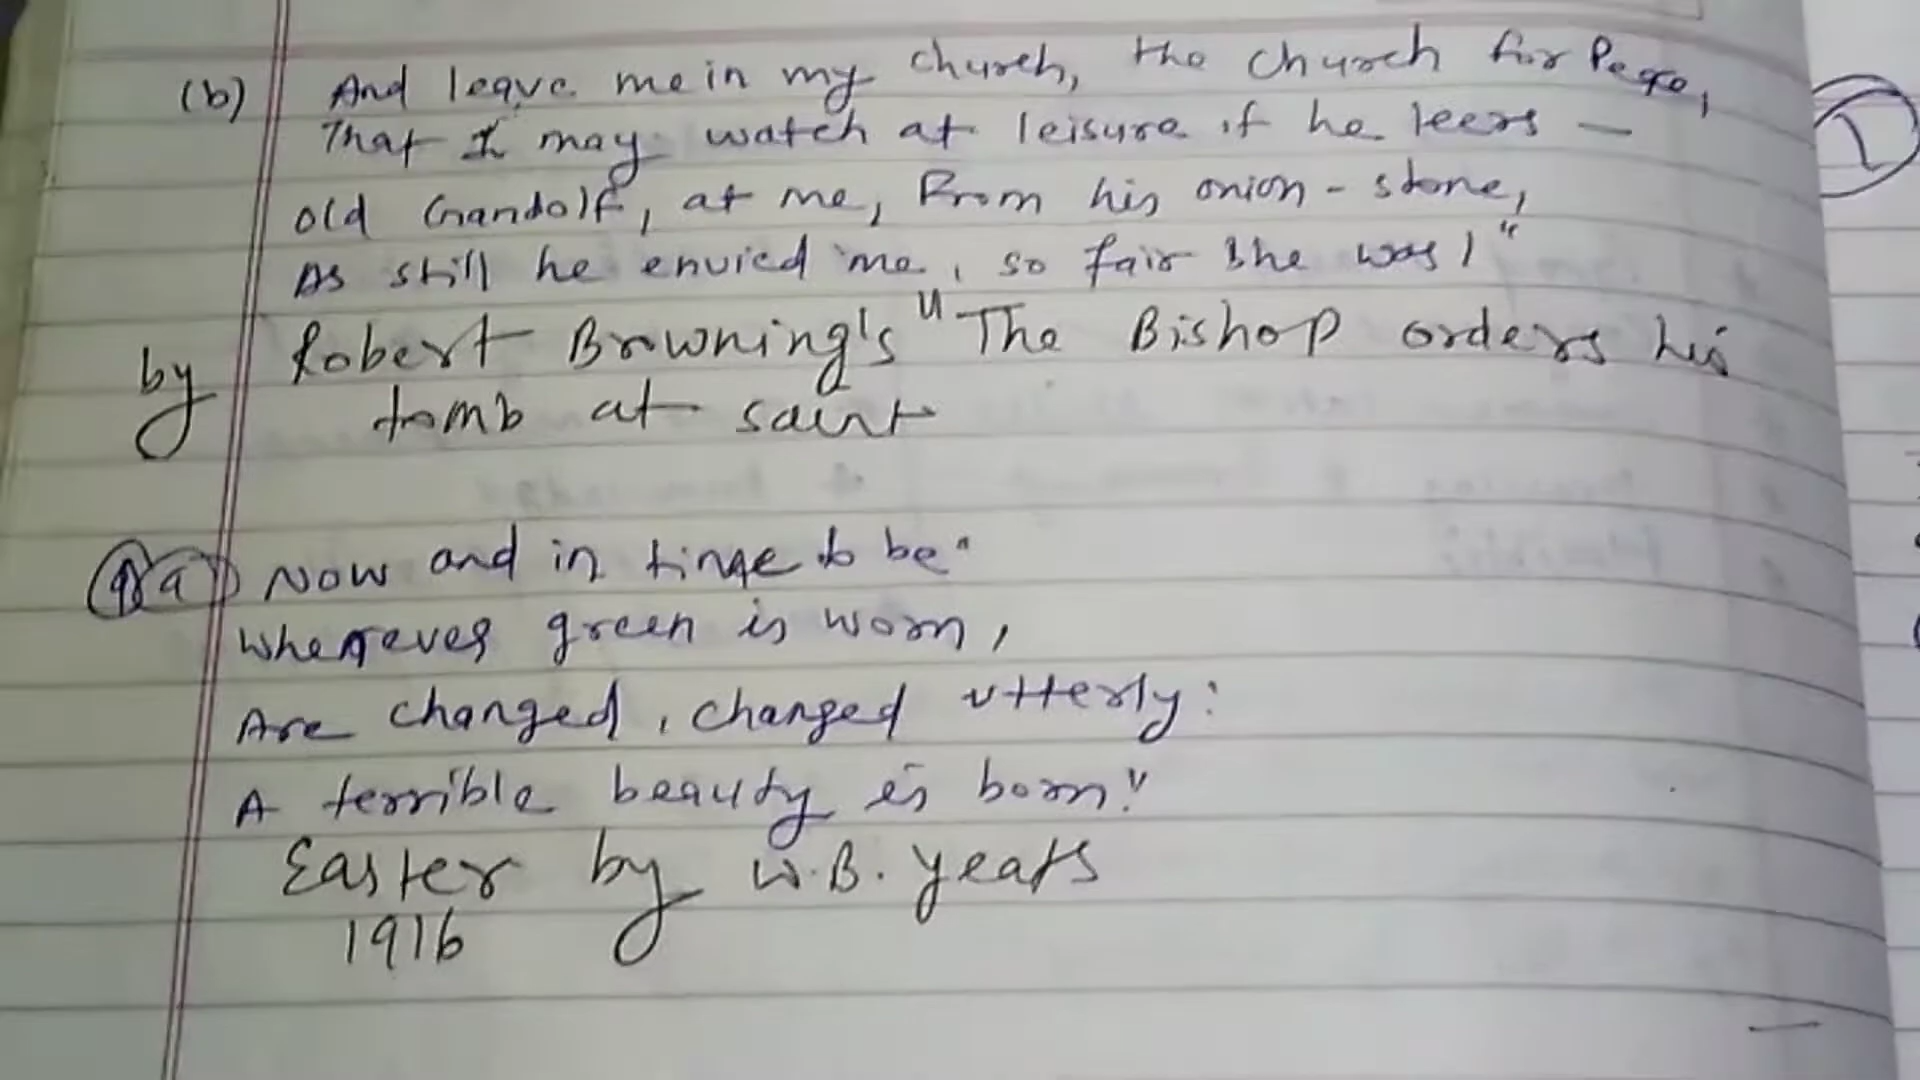 (b) And leave me in my church, the church for Peace,
That I may watch at leisure if he leers —
old Gandolf, at me, From his onion-stone,
As still he envied me, so fair she was!"
by Robert Browning's "The Bishop orders his
tomb at saint
a) Now and in time to be"
Whenever green is worn,
Are changed, changed utterly:
A terrible beauty is born!"
Easter by W.B. yeats
1916